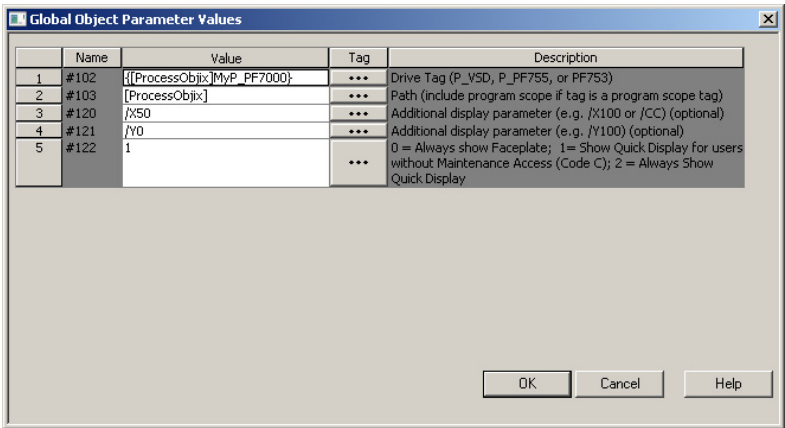 Global Object Parameter Values
Name Value Tag Description
1 #102 {[ProcessObjix]MyP_PF7000} ••• Drive Tag (P_VSD, P_PF755, or PF753)
2 #103 [ProcessObjix] ••• Path (include program scope if tag is a program scope tag)
3 #120 /X50 ••• Additional display parameter (e.g. /X100 or /CC) (optional)
4 #121 /Y0 ••• Additional display parameter (e.g. /Y100) (optional)
5 #122 1 ••• 0 = Always show Faceplate; 1= Show Quick Display for users
without Maintenance Access (Code C); 2 = Always Show
Quick Display
OK Cancel Help